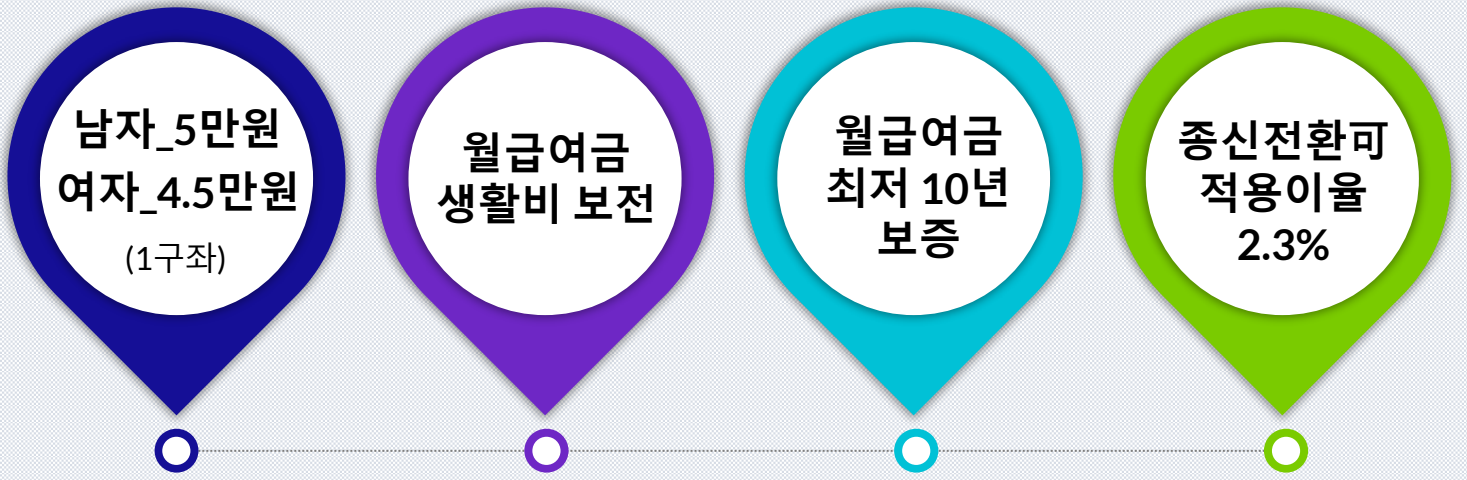 남자_5만원
여자_4.5만원
(1구좌)
월급여금
생활비 보전
월급여금
최저 10년
보증
종신전환可
적용이율
2.3%